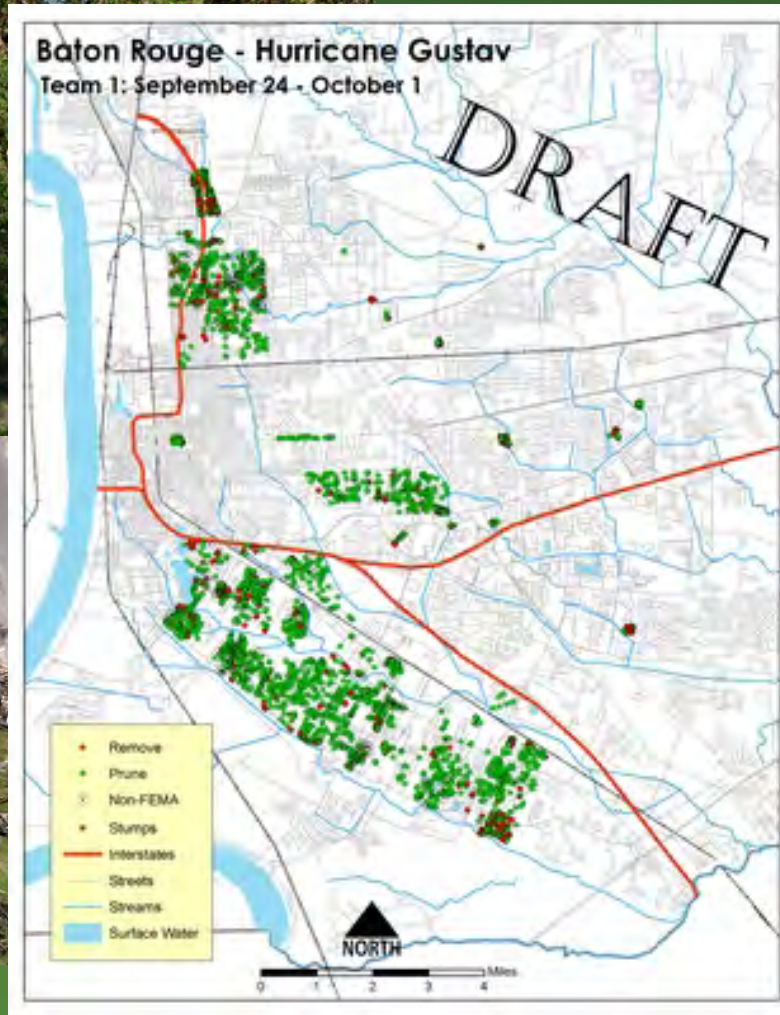 Baton Rouge - Hurricane Gustav
Team 1: September 24 - October 1
DRAFT
Remove
Prune
Non-FEMA
Stumps
Interstates
Streets
Streams
Surface Water
NORTH
Miles
0 1 2 3 4